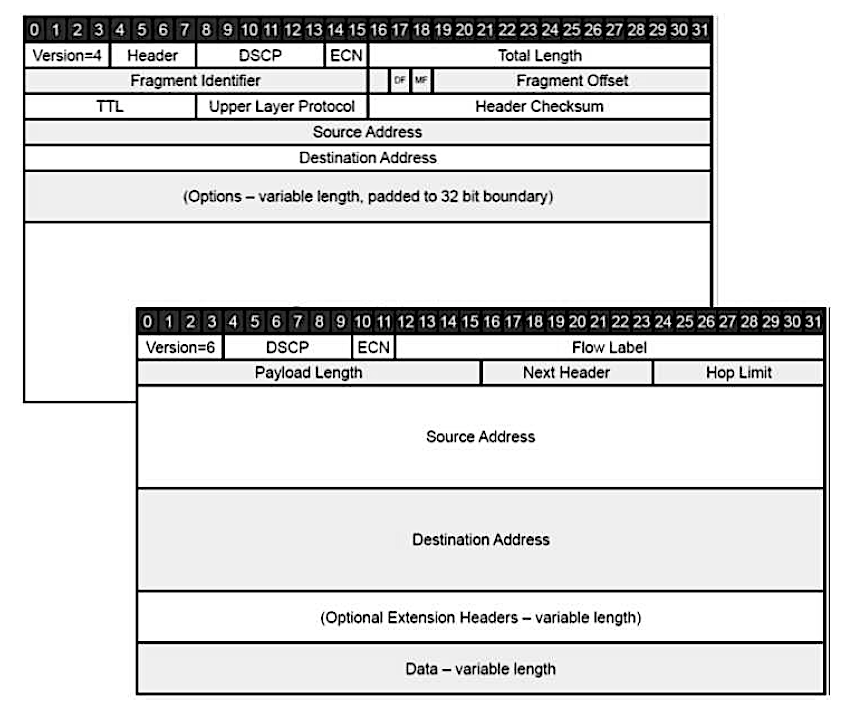 0 1 2 3 4 5 6 7 8 9 10 11 12 13 14 15 16 17 18 19 20 21 22 23 24 25 26 27 28 29 30 31
Version=4 Header DSCP ECN Total Length
Fragment Identifier DF MF Fragment Offset
TTL Upper Layer Protocol Header Checksum
Source Address
Destination Address
(Options – variable length, padded to 32 bit boundary)
0 1 2 3 4 5 6 7 8 9 10 11 12 13 14 15 16 17 18 19 20 21 22 23 24 25 26 27 28 29 30 31
Version=6 DSCP ECN Flow Label
Payload Length Next Header Hop Limit
Source Address
Destination Address
(Optional Extension Headers – variable length)
Data – variable length